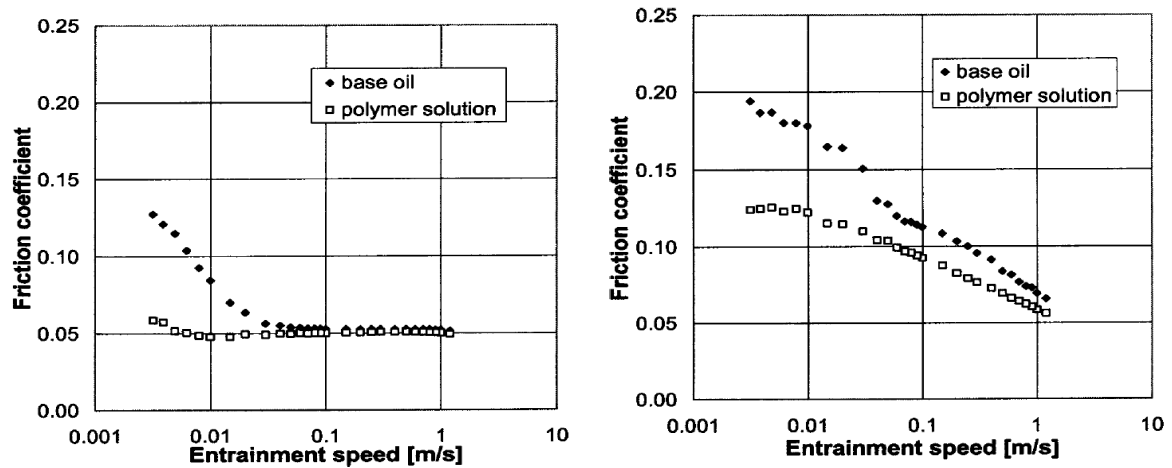 0.25
0.20
0.15
0.10
0.05
0.00
Friction coefficient
base oil
polymer solution
0.001 0.01 0.1 1 10
Entrainment speed [m/s]
0.25
0.20
0.15
0.10
0.05
0.00
Friction coefficient
base oil
polymer solution
0.001 0.01 0.1 1 10
Entrainment speed [m/s]